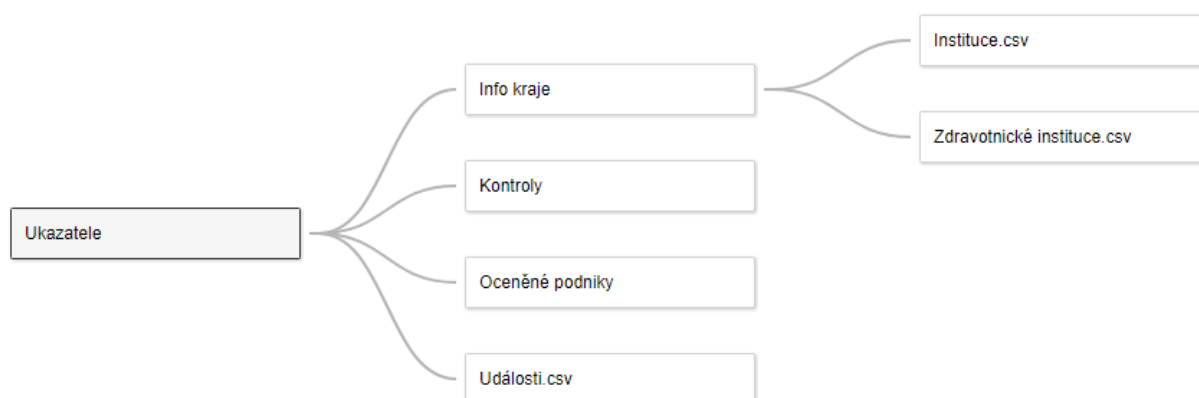 Ukazatele
Info kraje
Kontroly
Oceněné podniky
Události.csv
Instituce.csv
Zdravotnické instituce.csv